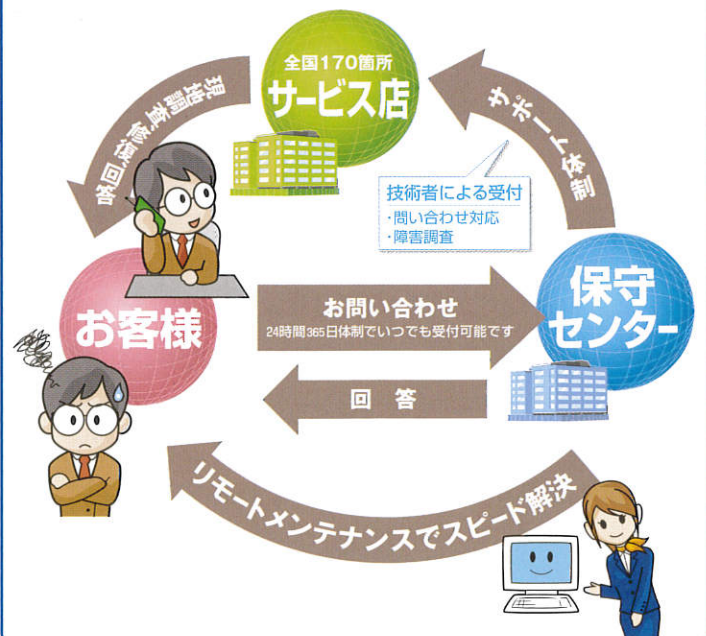 全国170箇所
サービス店
現地調査・修復・回答
サポート体制
技術者による受付
・問い合わせ対応
・障害調査
お客様
お問い合わせ
24時間365日体制でいつでも受付可能です
保守
センター
回答
リモートメンテナンスでスピード解決